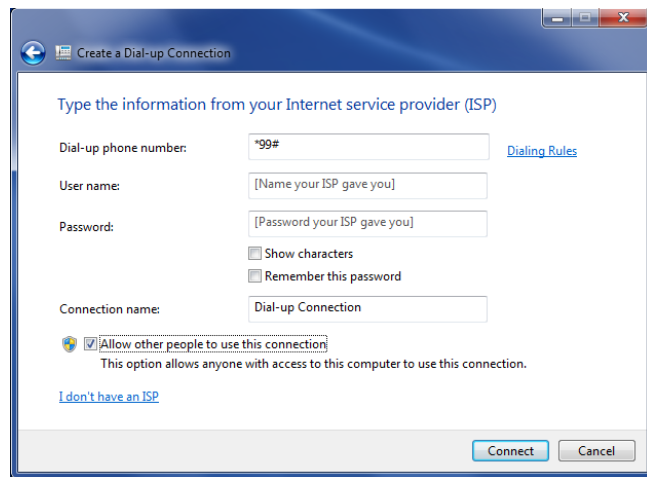 Create a Dial-up Connection
Type the information from your Internet service provider (ISP)
Dial-up phone number:
*99#
Dialing Rules
User name:
[Name your ISP gave you]
Password:
[Password your ISP gave you]
Show characters
Remember this password
Connection name:
Dial-up Connection
Allow other people to use this connection
This option allows anyone with access to this computer to use this connection.
I don't have an ISP
Connect
Cancel